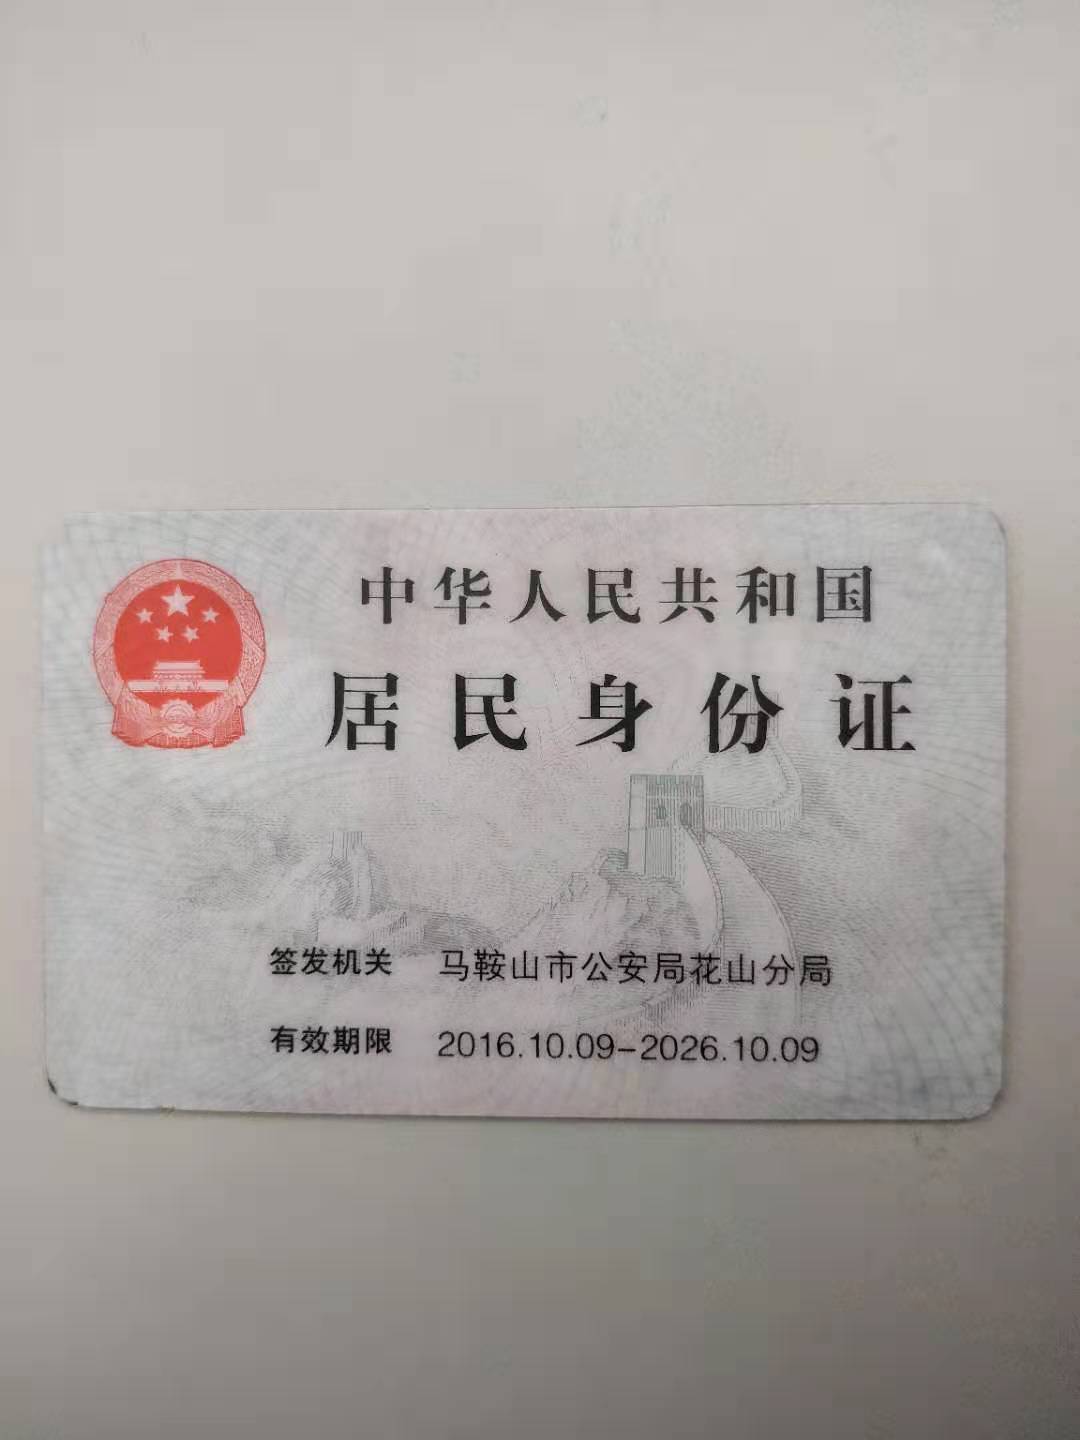 中华人民共和国
居民身份证
签发机关 马鞍山市公安局花山分局
有效期限 2016.10.09-2026.10.09